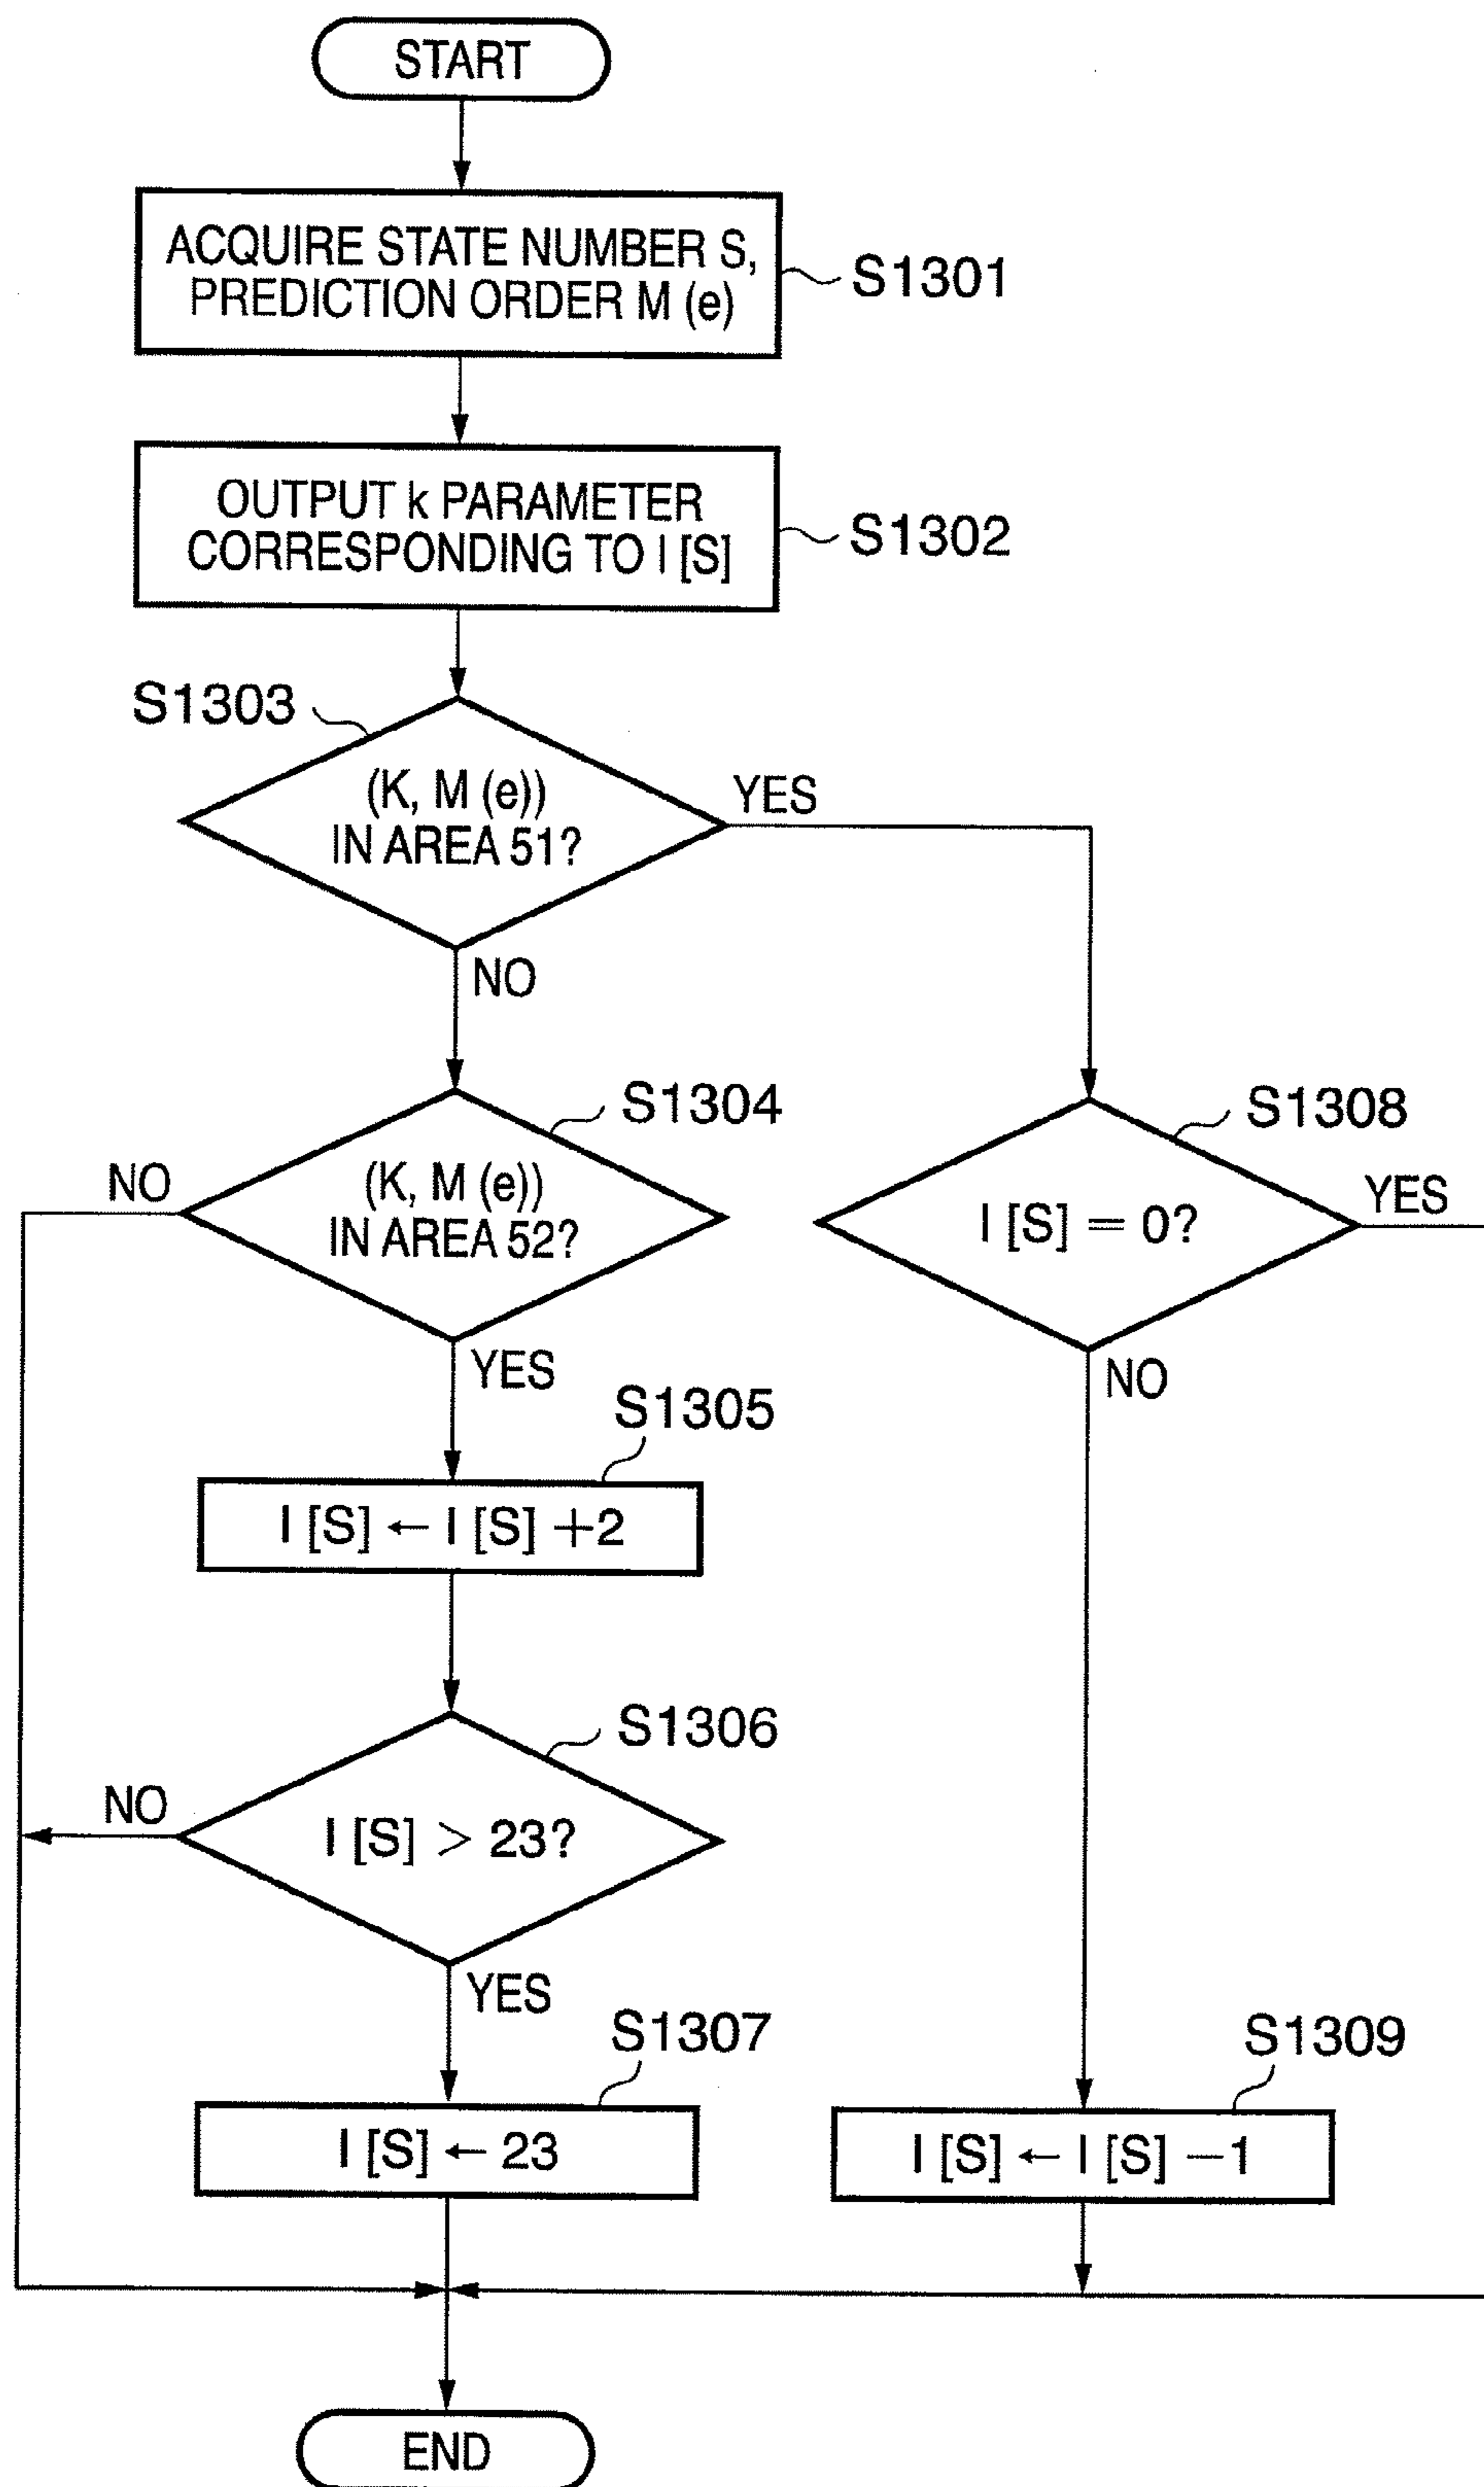 START
ACQUIRE STATE NUMBER S,
PREDICTION ORDER M (e)
S1301
OUTPUT k PARAMETER
CORRESPONDING TO I [S]
S1302
S1303
(K, M (e))
IN AREA 51?
YES
NO
S1304
(K, M (e))
IN AREA 52?
NO
YES
S1308
I [S] = 0?
YES
NO
S1305
I [S] ← I [S] +2
S1306
I [S] > 23?
NO
YES
S1307
I [S] ← 23
S1309
I [S] ← I [S] −1
END